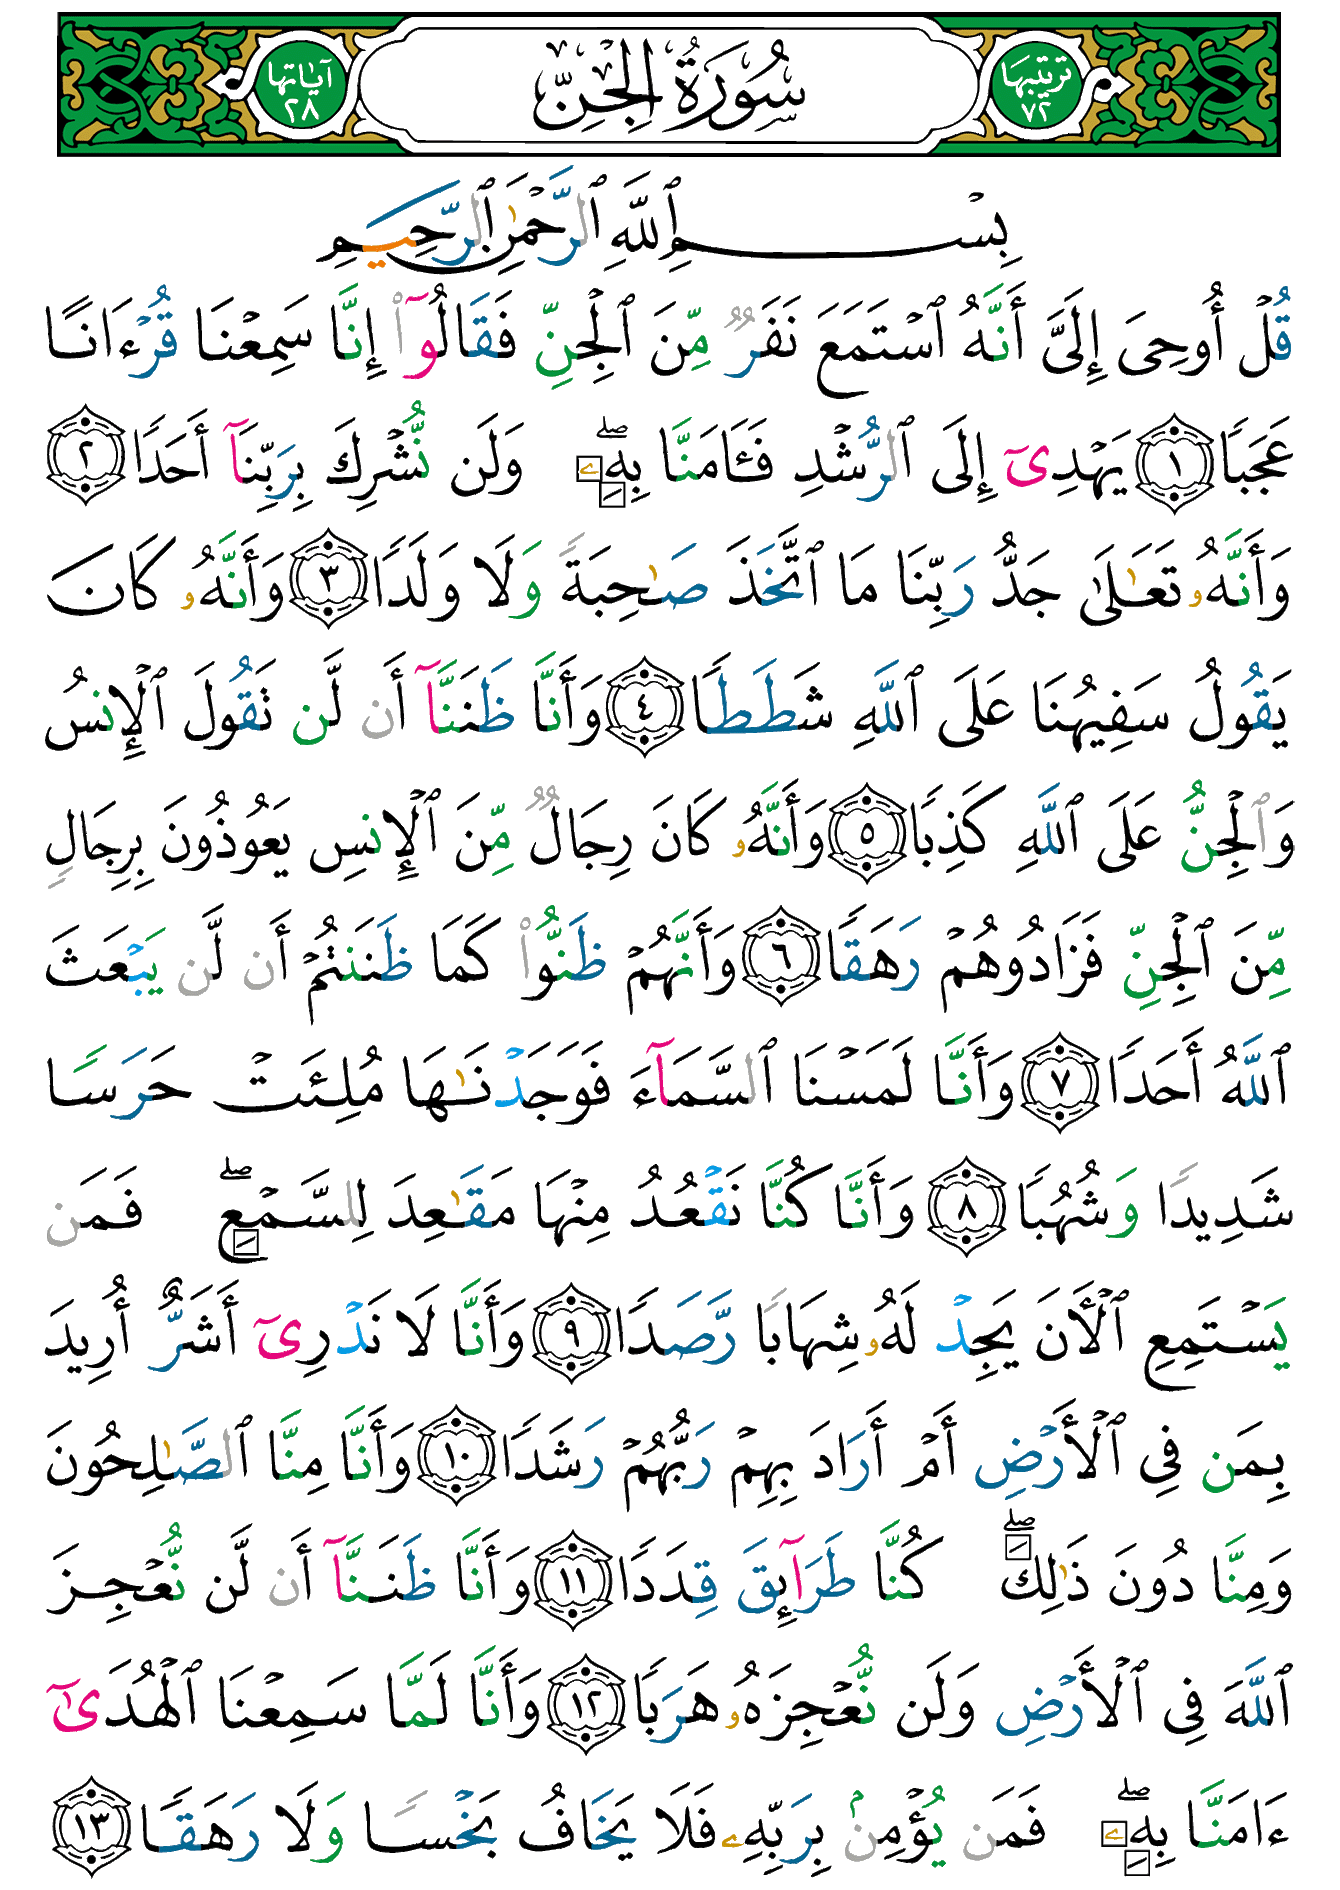 ترتيبها ٧٢ سُورَةُ الجِنِّ آياتها ٢٨
بِسْمِ ٱللَّهِ ٱلرَّحْمَٰنِ ٱلرَّحِيمِ
قُلْ أُوحِىَ إِلَىَّ أَنَّهُ ٱسْتَمَعَ نَفَرٌ مِّنَ ٱلْجِنِّ فَقَالُوٓا۟ إِنَّا سَمِعْنَا قُرْءَانًا
عَجَبًا ١ يَهْدِىٓ إِلَى ٱلرُّشْدِ فَـَٔامَنَّا بِهِۦ ۖ وَلَن نُّشْرِكَ بِرَبِّنَآ أَحَدًا ٢
وَأَنَّهُۥ تَعَٰلَىٰ جَدُّ رَبِّنَا مَا ٱتَّخَذَ صَٰحِبَةً وَلَا وَلَدًا ٣ وَأَنَّهُۥ كَانَ
يَقُولُ سَفِيهُنَا عَلَى ٱللَّهِ شَطَطًا ٤ وَأَنَّا ظَنَنَّآ أَن لَّن تَقُولَ ٱلْإِنسُ
وَٱلْجِنُّ عَلَى ٱللَّهِ كَذِبًا ٥ وَأَنَّهُۥ كَانَ رِجَالٌ مِّنَ ٱلْإِنسِ يَعُوذُونَ بِرِجَالٍ
مِّنَ ٱلْجِنِّ فَزَادُوهُمْ رَهَقًا ٦ وَأَنَّهُمْ ظَنُّوا۟ كَمَا ظَنَنتُمْ أَن لَّن يَبْعَثَ
ٱللَّهُ أَحَدًا ٧ وَأَنَّا لَمَسْنَا ٱلسَّمَآءَ فَوَجَدْنَٰهَا مُلِئَتْ حَرَسًا
شَدِيدًا وَشُهُبًا ٨ وَأَنَّا كُنَّا نَقْعُدُ مِنْهَا مَقَٰعِدَ لِلسَّمْعِ ۖ فَمَن
يَسْتَمِعِ ٱلْـَٔانَ يَجِدْ لَهُۥ شِهَابًا رَّصَدًا ٩ وَأَنَّا لَا نَدْرِىٓ أَشَرٌّ أُرِيدَ
بِمَن فِى ٱلْأَرْضِ أَمْ أَرَادَ بِهِمْ رَبُّهُمْ رَشَدًا ١٠ وَأَنَّا مِنَّا ٱلصَّٰلِحُونَ
وَمِنَّا دُونَ ذَٰلِكَ ۖ كُنَّا طَرَآئِقَ قِدَدًا ١١ وَأَنَّا ظَنَنَّآ أَن لَّن نُّعْجِزَ
ٱللَّهَ فِى ٱلْأَرْضِ وَلَن نُّعْجِزَهُۥ هَرَبًا ١٢ وَأَنَّا لَمَّا سَمِعْنَا ٱلْهُدَىٰٓ
ءَامَنَّا بِهِۦ ۖ فَمَن يُؤْمِنۢ بِرَبِّهِۦ فَلَا يَخَافُ بَخْسًا وَلَا رَهَقًا ١٣